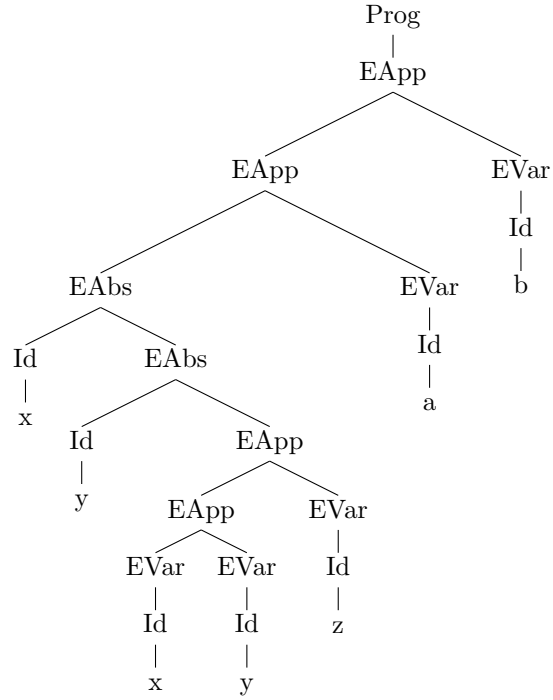 Prog
EApp
EApp EVar
Id
EAbs EVar b
Id EAbs Id
x a
Id EApp
y
EApp EVar
EVar EVar Id
Id Id z
x y